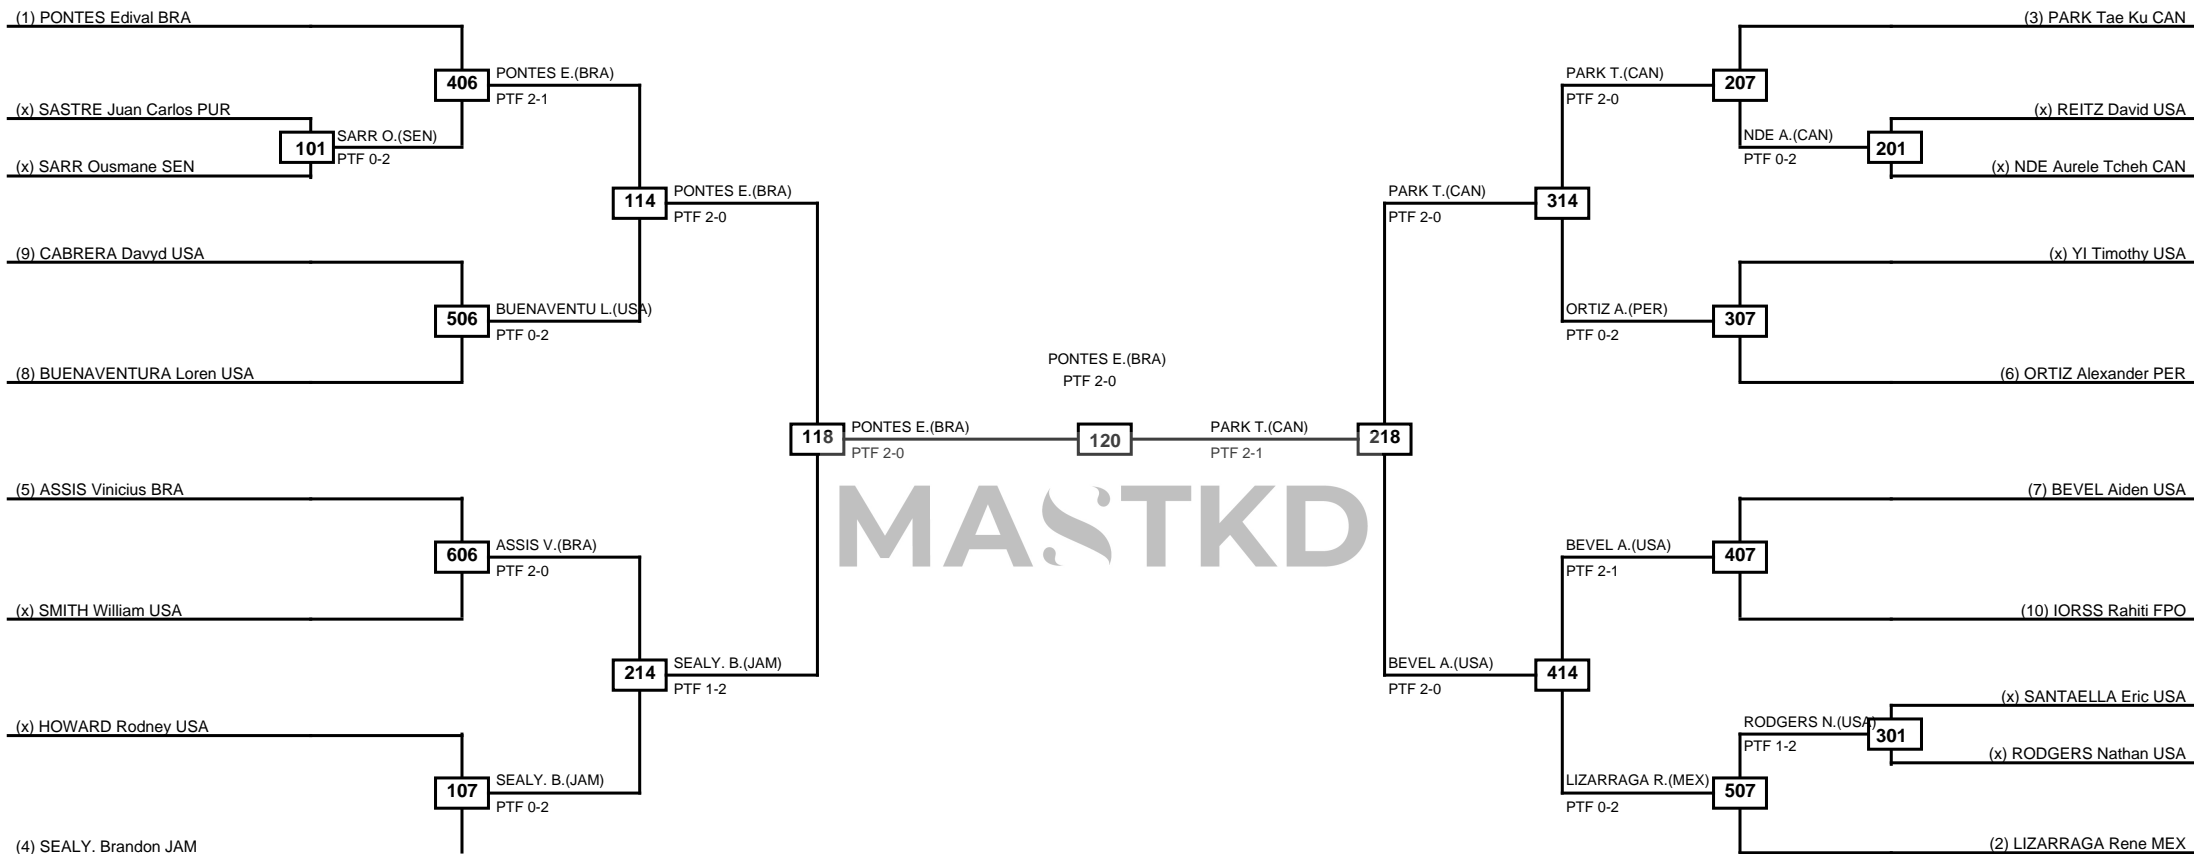 (1) PONTES Edival BRA
(3) PARK Tae Ku CAN
406
PONTES E.(BRA)
PTF 2-1
PARK T.(CAN)
PTF 2-0
207
(x) SASTRE Juan Carlos PUR
(x) REITZ David USA
101
SARR O.(SEN)
PTF 0-2
NDE A.(CAN)
PTF 0-2
201
(x) SARR Ousmane SEN
(x) NDE Aurele Tcheh CAN
114
PONTES E.(BRA)
PTF 2-0
PARK T.(CAN)
PTF 2-0
314
(9) CABRERA Davyd USA
(x) YI Timothy USA
506
BUENAVENTU L.(USA)
PTF 0-2
ORTIZ A.(PER)
PTF 0-2
307
(8) BUENAVENTURA Loren USA
(6) ORTIZ Alexander PER
PONTES E.(BRA)
PTF 2-0
118
PONTES E.(BRA)
PTF 2-0
120
PARK T.(CAN)
PTF 2-1
218
MASTKD
(5) ASSIS Vinicius BRA
(7) BEVEL Aiden USA
606
ASSIS V.(BRA)
PTF 2-0
BEVEL A.(USA)
PTF 2-1
407
(x) SMITH William USA
(10) IORSS Rahiti FPO
214
SEALY. B.(JAM)
PTF 1-2
BEVEL A.(USA)
PTF 2-0
414
(x) HOWARD Rodney USA
(x) SANTAELLA Eric USA
RODGERS N.(USA)
PTF 1-2
301
(x) RODGERS Nathan USA
107
SEALY. B.(JAM)
PTF 0-2
LIZARRAGA R.(MEX)
PTF 0-2
507
(4) SEALY. Brandon JAM
(2) LIZARRAGA Rene MEX